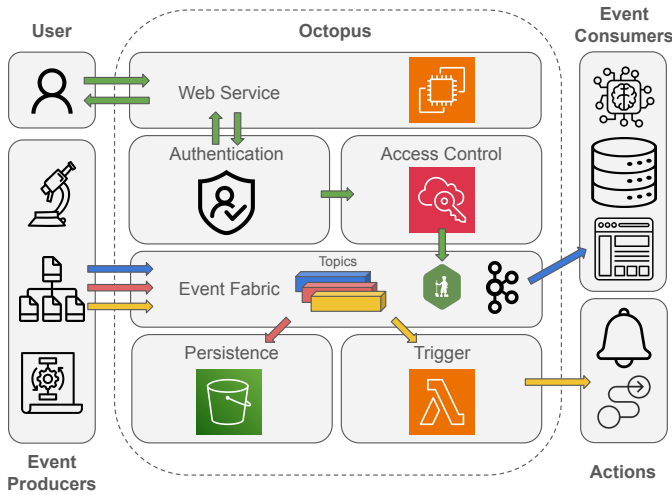 User
Octopus
Event
Consumers
Web Service
Authentication
Access Control
Topics
Event Fabric
Persistence
Trigger
Event
Producers
Actions